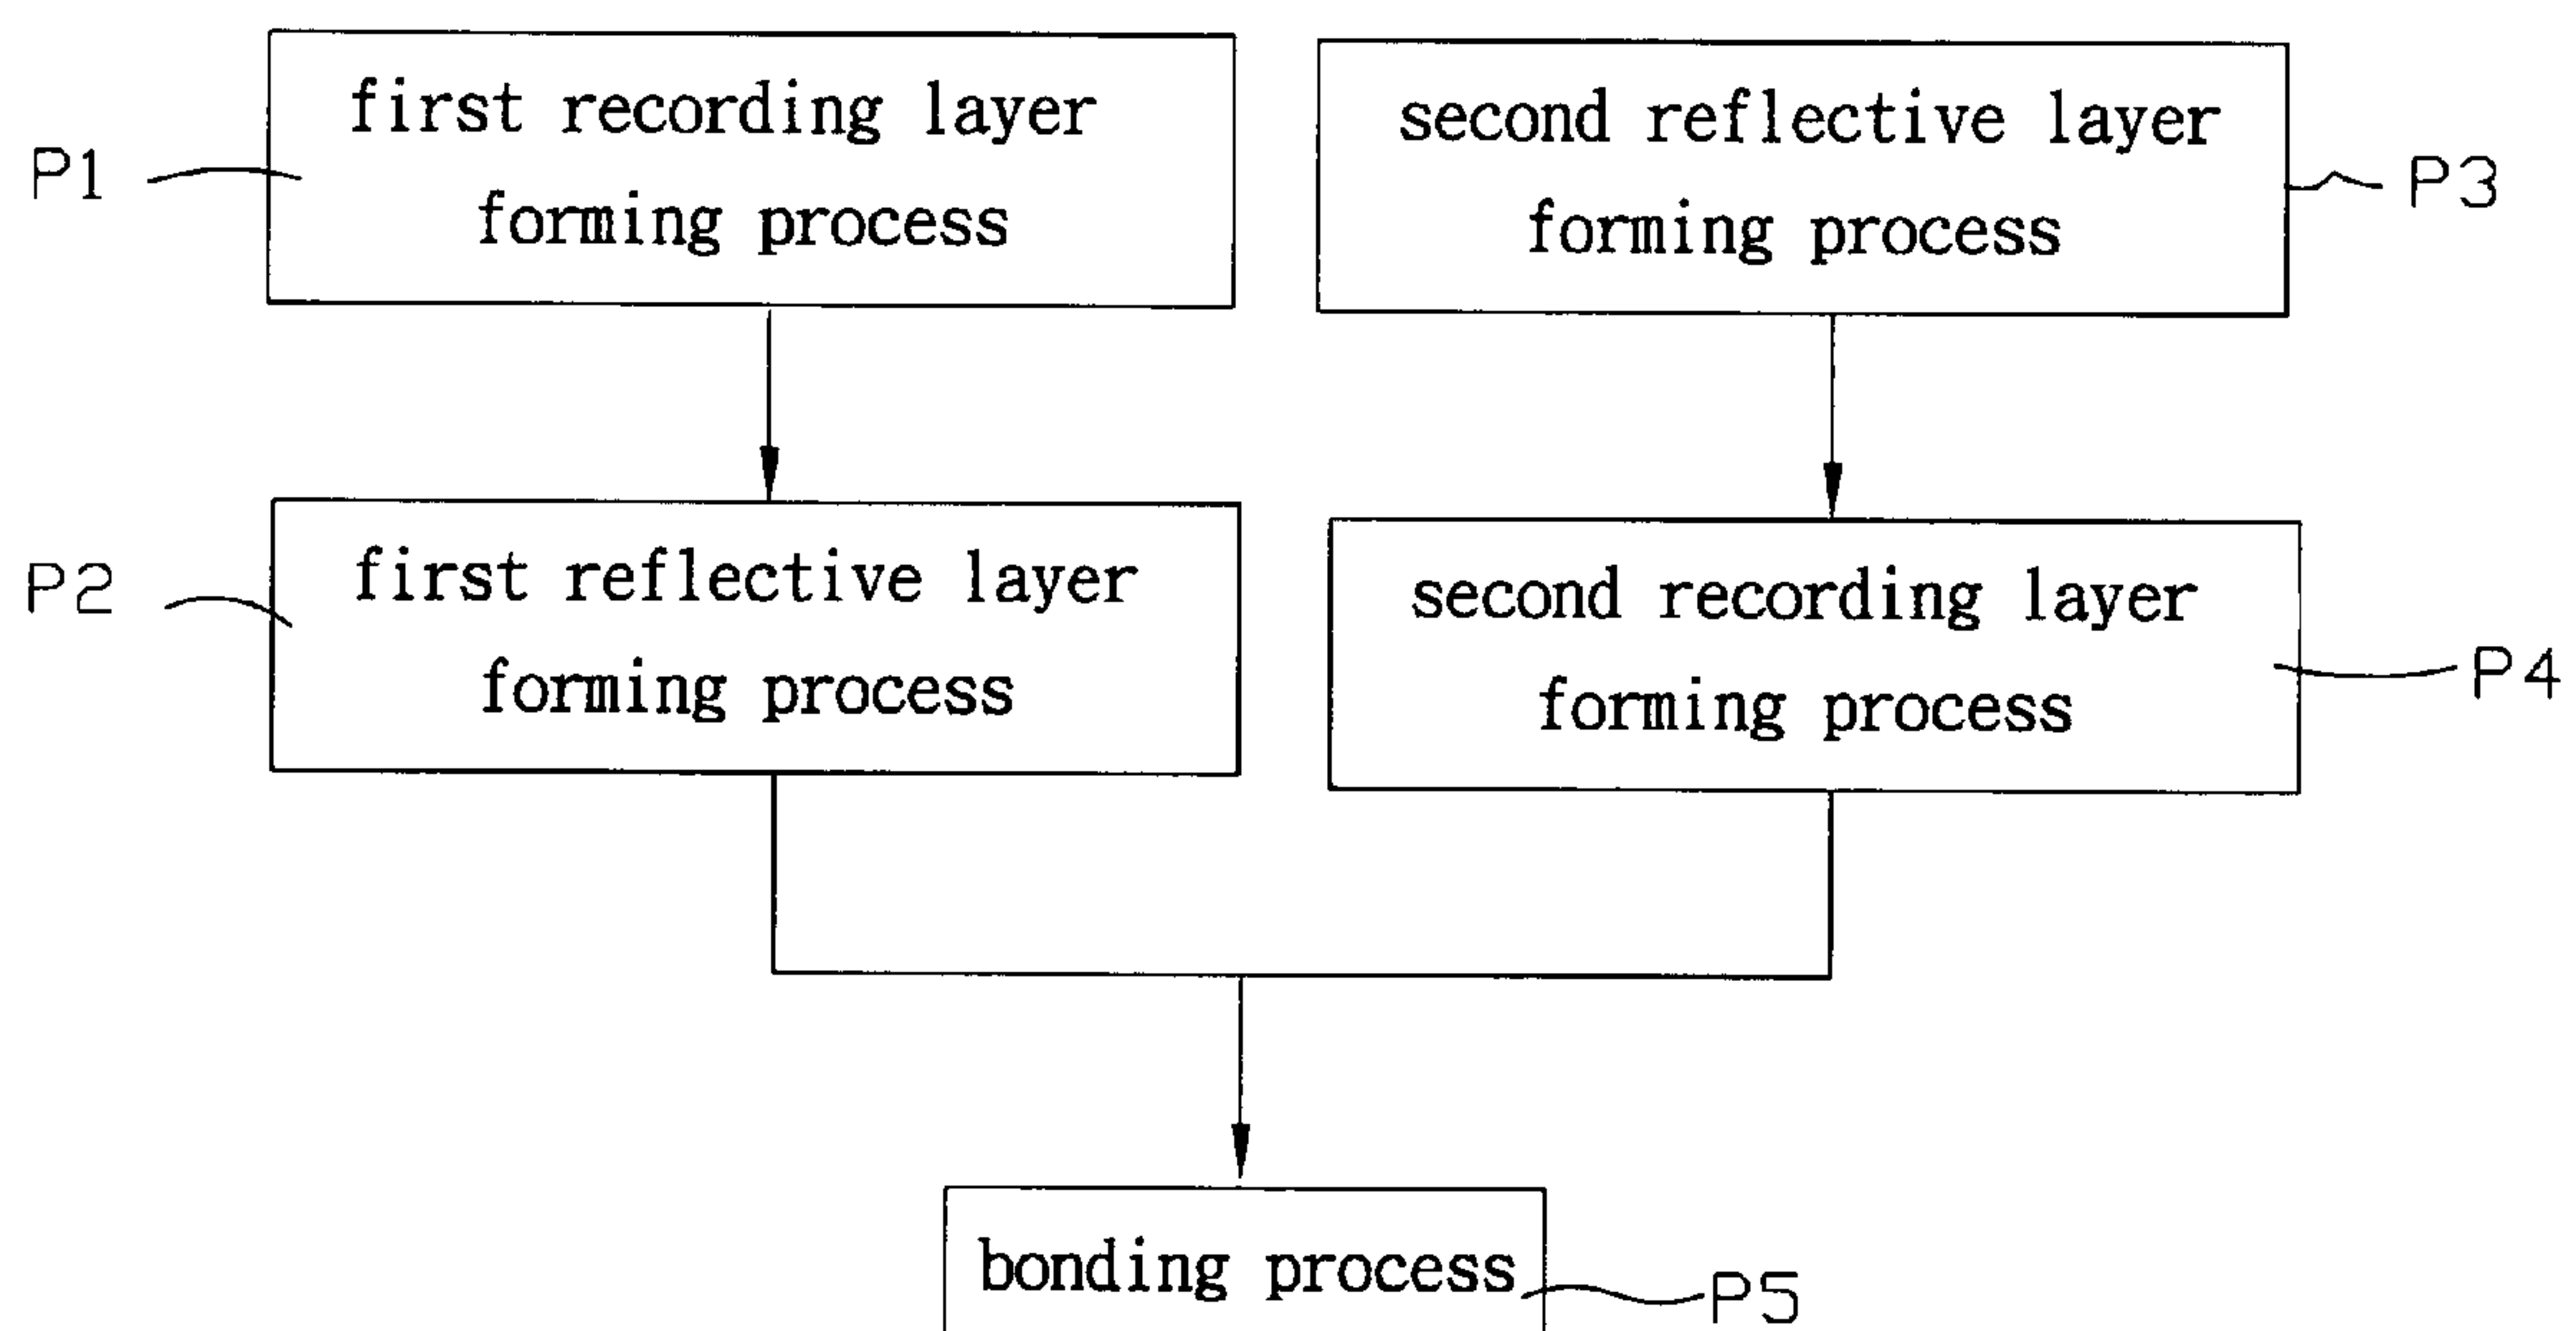 first recording layer
forming process
P1
second reflective layer
forming process
P3
first reflective layer
forming process
P2
second recording layer
forming process
P4
bonding process
P5